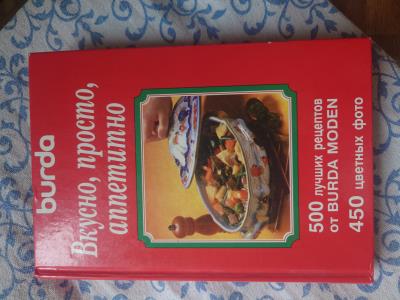 burda
Вкусно, просто,
аппетитно
500 лучших рецептов
от BURDA MODEN
450 цветных фото